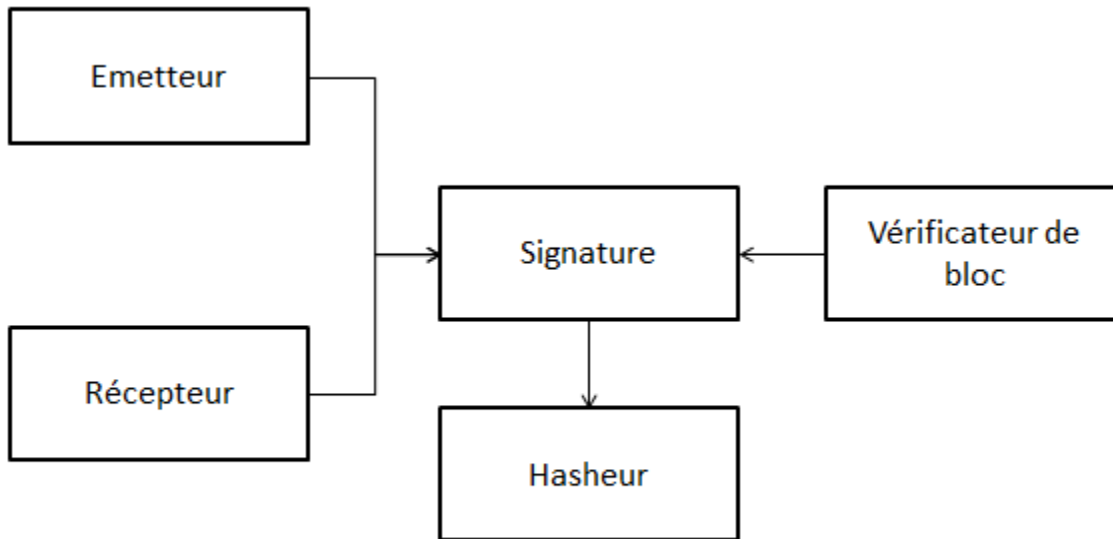 Emetteur
Signature
Vérificateur de
bloc
Récepteur
Hasheur